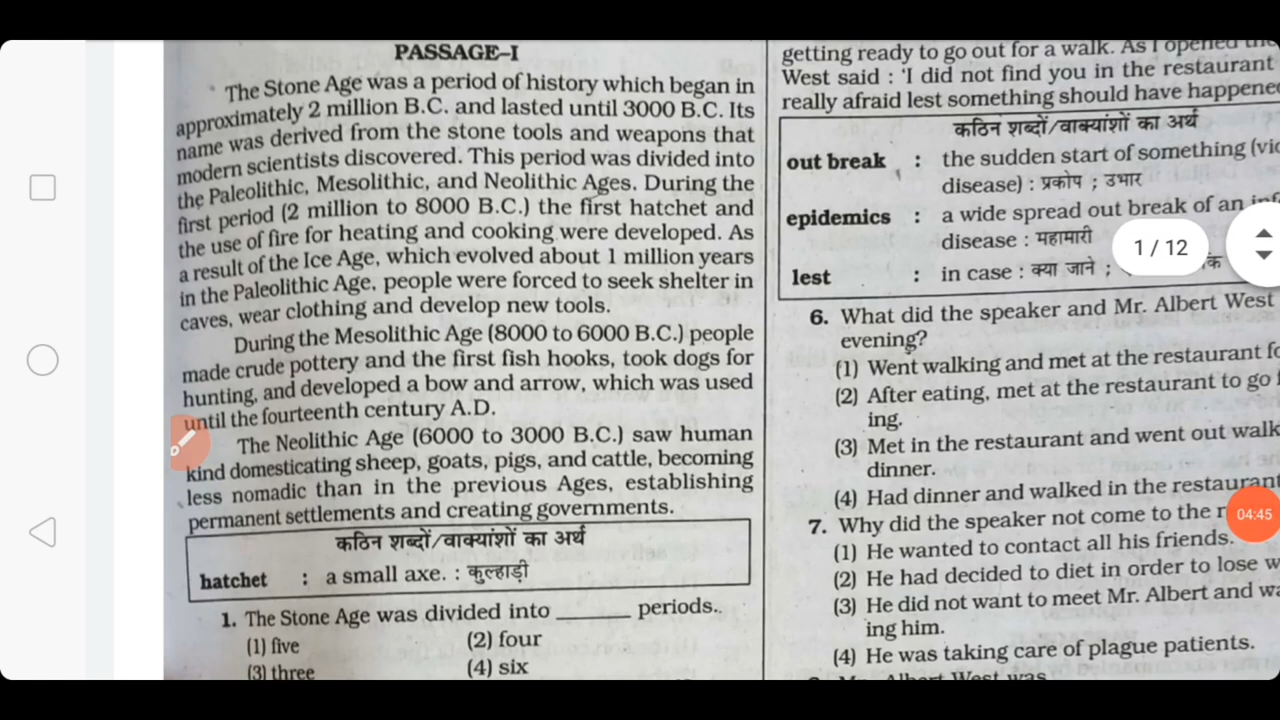 PASSAGE–I
The Stone Age was a period of history which began in
approximately 2 million B.C. and lasted until 3000 B.C. Its
name was derived from the stone tools and weapons that
modern scientists discovered. This period was divided into
the Paleolithic, Mesolithic, and Neolithic Ages. During the
first period (2 million to 8000 B.C.) the first hatchet and
the use of fire for heating and cooking were developed. As
a result of the Ice Age, which evolved about 1 million years
in the Paleolithic Age, people were forced to seek shelter in
caves, wear clothing and develop new tools.
During the Mesolithic Age (8000 to 6000 B.C.) people
made crude pottery and the first fish hooks, took dogs for
hunting, and developed a bow and arrow, which was used
until the fourteenth century A.D.
The Neolithic Age (6000 to 3000 B.C.) saw human
kind domesticating sheep, goats, pigs, and cattle, becoming
less nomadic than in the previous Ages, establishing
permanent settlements and creating governments.
कठिन शब्दों/वाक्यांशों का अर्थ
hatchet : a small axe. : कुल्हाड़ी
1. The Stone Age was divided into ______ periods..
(1) five (2) four
(3) three (4) six
getting ready to go out for a walk. As I opened
West said : 'I did not find you in the restaurant
really afraid lest something should have
कठिन शब्दों/वाक्यांशों का अर्थ
out break : the sudden start of something
disease) : प्रकोप ; उभार
epidemics : a wide spread out break of an
disease : महामारी
lest : in case : क्या जाने ;
1 / 12
6. What did the speaker and Mr. Albert West
evening?
(1) Went walking and met at the restaurant
(2) After eating, met at the restaurant to go
ing.
(3) Met in the restaurant and went out walk
dinner.
(4) Had dinner and walked in the restaurant
7. Why did the speaker not come to the
04:45
(1) He wanted to contact all his friends.
(2) He had decided to diet in order to lose
(3) He did not want to meet Mr. Albert and
ing him.
(4) He was taking care of plague patients.
Albert West was